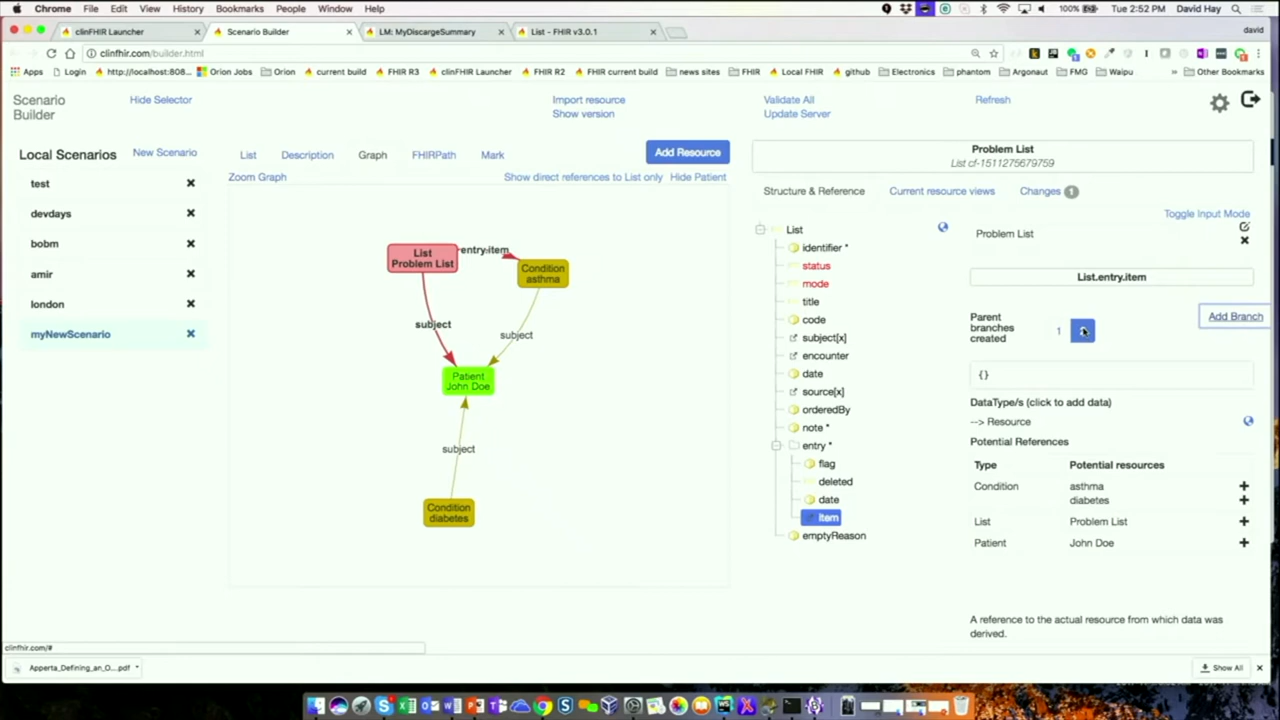 Chrome File Edit View History Bookmarks People Window Help
100% Tue 2:52 PM David Hay
clinFHIR Launcher
Scenario Builder
LM: MyDiscargeSummary
List - FHIR v3.0.1
david
clinfhir.com/builder.html
Apps Login http://localhost:808... Orion Jobs Orion current build FHIR R3 clinFHIR Launcher FHIR R2 FHIR current build news sites FHIR Local FHIR github Electronics phantom Argonaut FMG Waipu » Other Bookmarks
Scenario
Builder
Hide Selector
Import resource
Show version
Validate All
Update Server
Refresh
Local Scenarios
New Scenario
test
devdays
bobm
amir
london
myNewScenario
List Description Graph FHIRPath Mark
Add Resource
Zoom Graph
Show direct references to List only
Hide Patient
List
Problem List
entry.item
Condition
asthma
subject
subject
Patient
John Doe
subject
Condition
diabetes
Problem List
List cf-1511275679759
Structure & Reference
Current resource views
Changes 1
List
identifier *
status
mode
title
code
subject[x]
encounter
date
source[x]
orderedBy
note *
entry *
flag
deleted
date
item
emptyReason
Toggle Input Mode
Problem List
List.entry.item
Parent
branches
created
1
Add Branch
{}
DataType/s (click to add data)
--> Resource
Potential References
Type Potential resources
Condition asthma
diabetes
List Problem List
Patient John Doe
A reference to the actual resource from which data was
derived.
clinfhir.com/#
Apperta_Defining_an_O....pdf
Show All